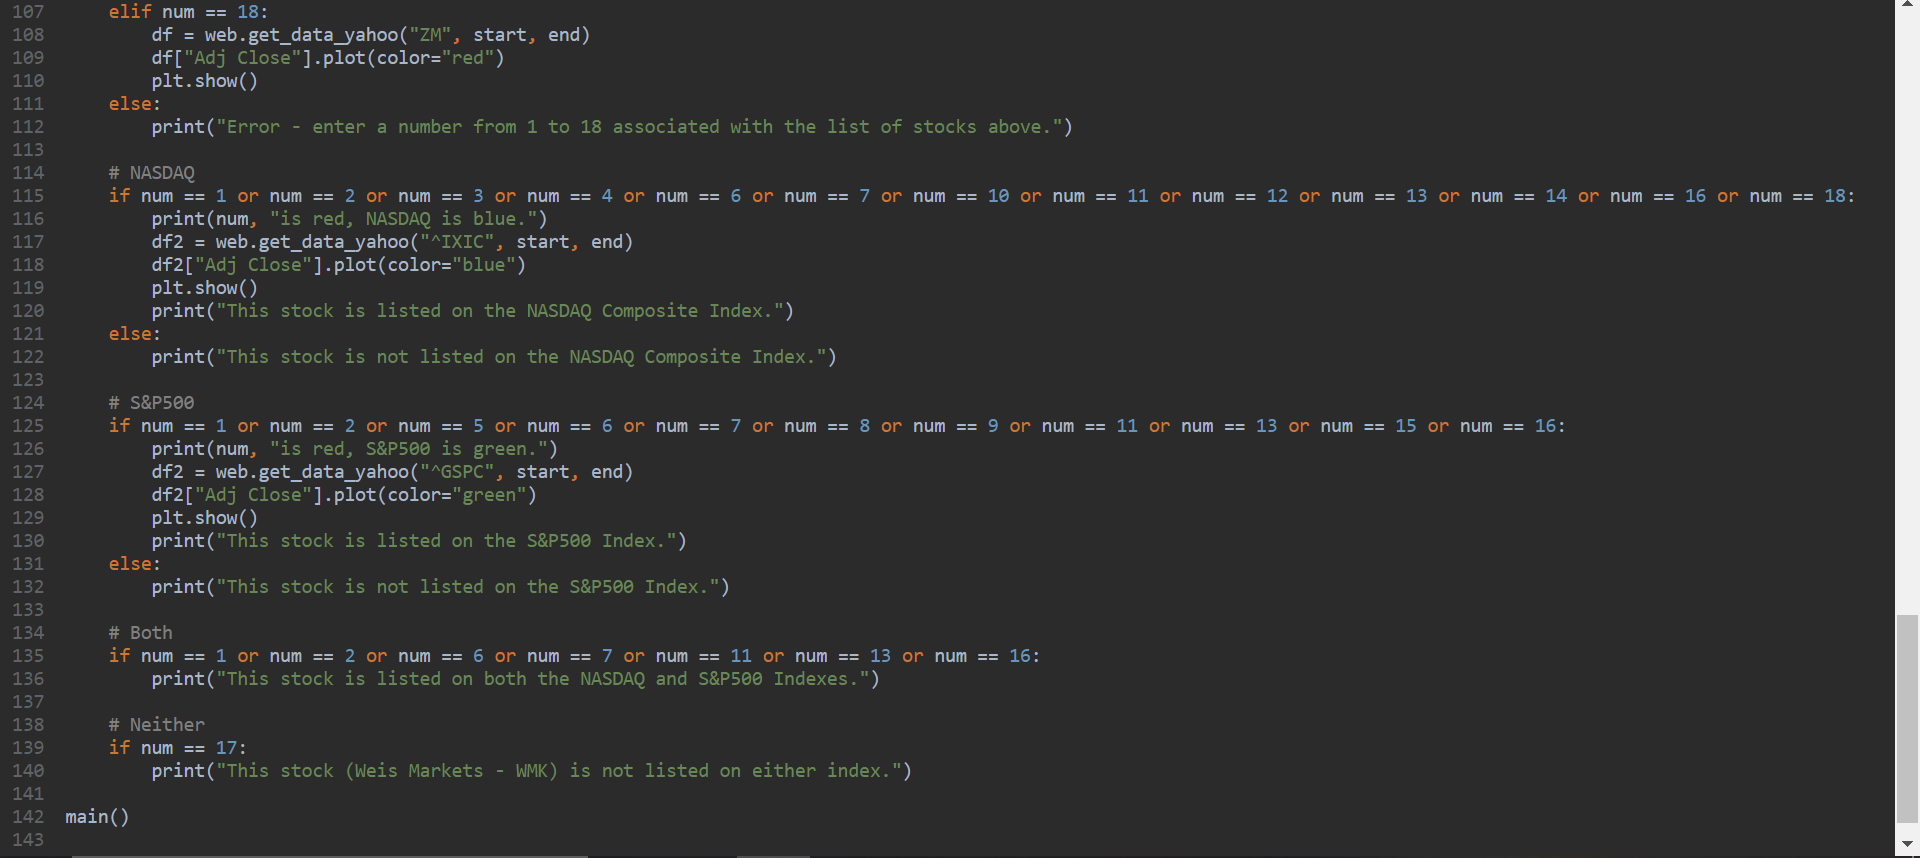 107 elif num == 18:
108 df = web.get_data_yahoo("ZM", start, end)
109 df["Adj Close"].plot(color="red")
110 plt.show()
111 else:
112 print("Error - enter a number from 1 to 18 associated with the list of stocks above.")
113
114 # NASDAQ
115 if num == 1 or num == 2 or num == 3 or num == 4 or num == 6 or num == 7 or num == 10 or num == 11 or num == 12 or num == 13 or num == 14 or num == 16 or num == 18:
116 print(num, "is red, NASDAQ is blue.")
117 df2 = web.get_data_yahoo("^IXIC", start, end)
118 df2["Adj Close"].plot(color="blue")
119 plt.show()
120 print("This stock is listed on the NASDAQ Composite Index.")
121 else:
122 print("This stock is not listed on the NASDAQ Composite Index.")
123
124 # S&P500
125 if num == 1 or num == 2 or num == 5 or num == 6 or num == 7 or num == 8 or num == 9 or num == 11 or num == 13 or num == 15 or num == 16:
126 print(num, "is red, S&P500 is green.")
127 df2 = web.get_data_yahoo("^GSPC", start, end)
128 df2["Adj Close"].plot(color="green")
129 plt.show()
130 print("This stock is listed on the S&P500 Index.")
131 else:
132 print("This stock is not listed on the S&P500 Index.")
133
134 # Both
135 if num == 1 or num == 2 or num == 6 or num == 7 or num == 11 or num == 13 or num == 16:
136 print("This stock is listed on both the NASDAQ and S&P500 Indexes.")
137
138 # Neither
139 if num == 17:
140 print("This stock (Weis Markets - WMK) is not listed on either index.")
141
142 main()
143